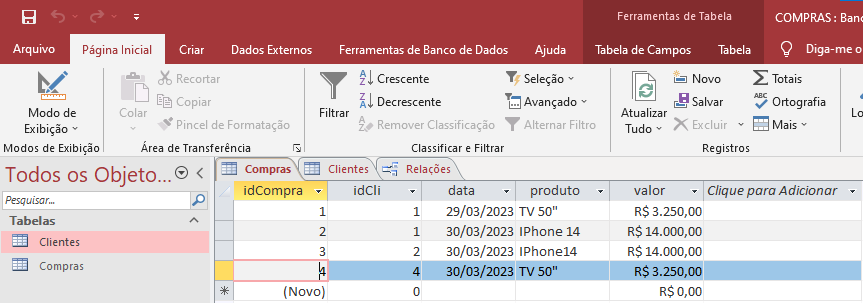 Ferramentas de Tabela
COMPRAS : Banc
Arquivo Página Inicial Criar Dados Externos Ferramentas de Banco de Dados Ajuda Tabela de Campos Tabela Diga-me o
Modo de Exibição
Colar
Recortar
Copiar
Pincel de Formatação
Filtrar
Crescente
Decrescente
Remover Classificação
Seleção
Avançado
Alternar Filtro
Atualizar Tudo
Novo
Salvar
Excluir
Totais
Ortografia
Mais
Lo
Modos de Exibição Área de Transferência Classificar e Filtrar Registros
Todos os Objeto...
Pesquisar...
Tabelas
Clientes
Compras
Compras Clientes Relações
idCompra idCli data produto valor Clique para Adicionar
1 1 29/03/2023 TV 50" R$ 3.250,00
2 1 30/03/2023 IPhone 14 R$ 14.000,00
3 2 30/03/2023 IPhone14 R$ 14.000,00
4 4 30/03/2023 TV 50" R$ 3.250,00
(Novo) 0 R$ 0,00